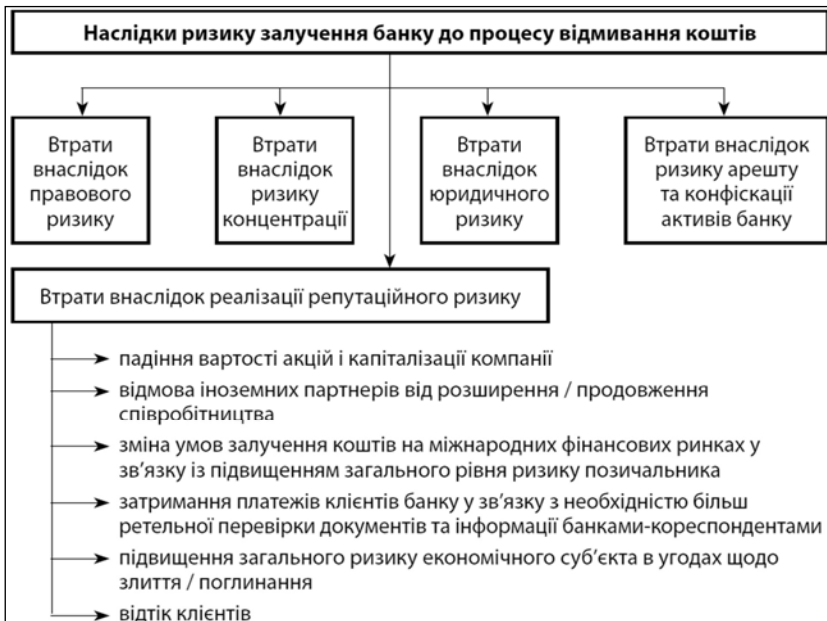 Наслідки ризику залучення банку до процесу відмивання коштів
Втрати
внаслідок
правового
ризику
Втрати
внаслідок
ризику
концентрації
Втрати
внаслідок
юридичного
ризику
Втрати внаслідок
ризику арешту
та конфіскації
активів банку
Втрати внаслідок реалізації репутаційного ризику
падіння вартості акцій і капіталізації компанії
відмова іноземних партнерів від розширення / продовження
співробітництва
зміна умов залучення коштів на міжнародних фінансових ринках у
зв'язку із підвищенням загального рівня ризику позичальника
затримання платежів клієнтів банку у зв'язку з необхідністю більш
ретельної перевірки документів та інформації банками-кореспондентами
підвищення загального ризику економічного суб'єкта в угодах щодо
злиття / поглинання
відтік клієнтів